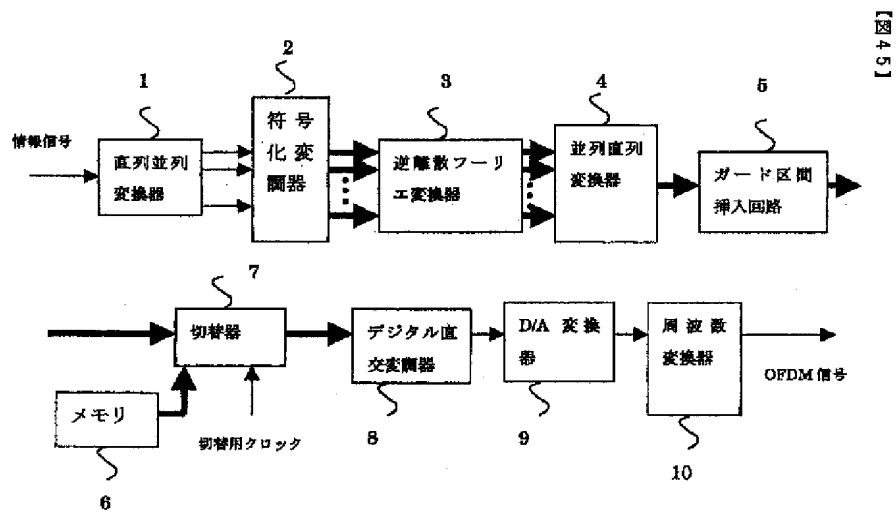 【図45】
1
2
3
4
5
情報信号
直列並列
変換器
符号
化変
調器
逆離散フーリ
エ変換器
並列直列
変換器
ガード区間
挿入回路
7
切替器
デジタル直
交変調器
D/A 変換
器
周波数
変換器
OFDM 信号
メモリ
切替用クロック
6
8
9
10